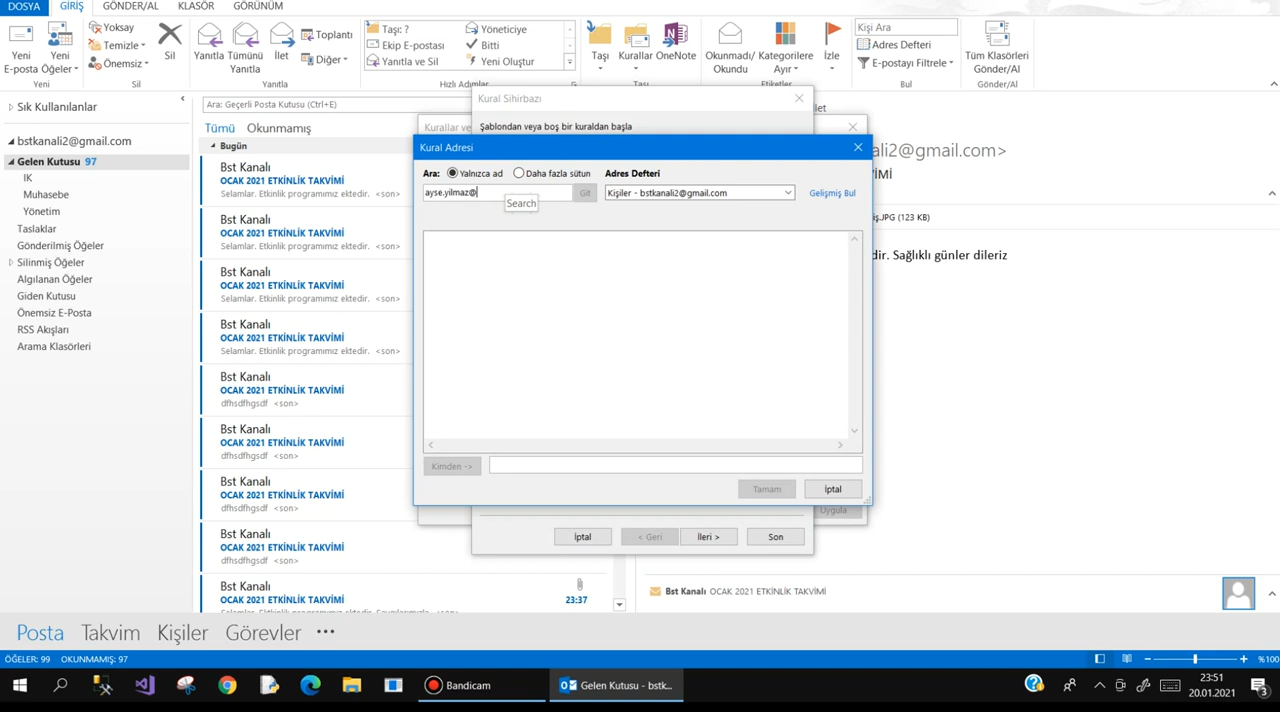 DOSYA GİRİŞ GÖNDER/AL KLASÖR GÖRÜNÜM
Yeni E-posta
Yeni Öğeler
Yeni
Yoksay
Temizle
Önemsiz
Sil
Sil
Yanıtla
Tümünü Yanıtla
İlet
Toplantı
Diğer
Yanıtla
Taşı: ?
Ekip E-postası
Yanıtla ve Sil
Yöneticiye
Bitti
Yeni Oluştur
Hızlı Adımlar
Taşı
Kurallar
OneNote
Taşı
Okunmadı/ Okundu
Kategorilere Ayır
İzle
Etiketler
Kişi Ara
Adres Defteri
E-postayı Filtrele
Bul
Tüm Klasörleri Gönder/Al
Gönder/Al
Sık Kullanılanlar
bstkanali2@gmail.com
Gelen Kutusu 97
IK
Muhasebe
Yönetim
Taslaklar
Gönderilmiş Öğeler
Silinmiş Öğeler
Algılanan Öğeler
Giden Kutusu
Önemsiz E-Posta
RSS Akışları
Arama Klasörleri
Ara: Geçerli Posta Kutusu (Ctrl+E)
Tümü Okunmamış
Bugün
Bst Kanalı
OCAK 2021 ETKİNLİK TAKVİMİ
Selamlar. Etkinlik programımız ektedir. <son>
Bst Kanalı
OCAK 2021 ETKİNLİK TAKVİMİ
Selamlar. Etkinlik programımız ektedir. <son>
Bst Kanalı
OCAK 2021 ETKİNLİK TAKVİMİ
Selamlar. Etkinlik programımız ektedir. <son>
Bst Kanalı
OCAK 2021 ETKİNLİK TAKVİMİ
Selamlar. Etkinlik programımız ektedir. <son>
Bst Kanalı
OCAK 2021 ETKİNLİK TAKVİMİ
dfhsdfhgsdf <son>
Bst Kanalı
OCAK 2021 ETKİNLİK TAKVİMİ
dfhsdfhgsdf <son>
Bst Kanalı
OCAK 2021 ETKİNLİK TAKVİMİ
dfhsdfhgsdf <son>
Bst Kanalı
OCAK 2021 ETKİNLİK TAKVİMİ
dfhsdfhgsdf <son>
Bst Kanalı
OCAK 2021 ETKİNLİK TAKVİMİ 23:37
Kural Sihirbazı
Şablondan veya boş bir kuraldan başla
Kurallar ve
Kural Adresi
Ara: Yalnızca ad Daha fazla sütun Adres Defteri
ayse.yilmaz@ Git Kişiler - bstkanali2@gmail.com Gelişmiş Bul
Search
Kimden ->
Tamam İptal
Uygula
İptal < Geri İleri > Son
ali2@gmail.com>
(123 KB)
dir. Sağlıklı günler dileriz
Bst Kanalı OCAK 2021 ETKİNLİK TAKVİMİ
Posta Takvim Kişiler Görevler
ÖĞELER: 99 OKUNMAMIŞ: 97 %100
Bandicam
Gelen Kutusu - bstk...
23:51
20.01.2021
3